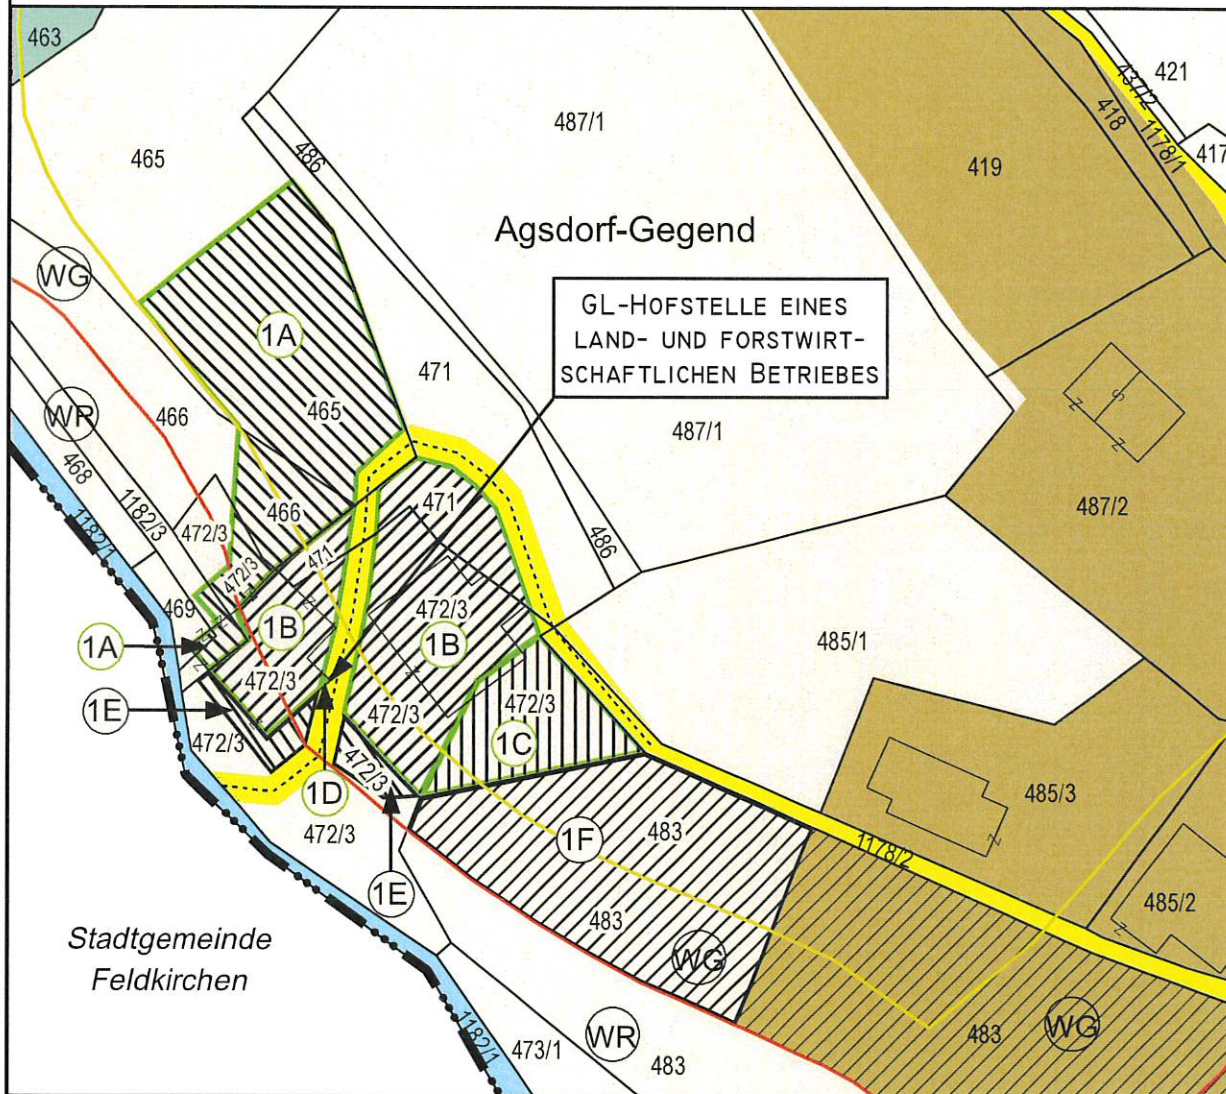 463
421
437/2
418
1178/1
417
487/1
419
465
486
Agsdorf-Gegend
WG
GL-HOFSTELLE EINES
LAND- UND FORSTWIRT-
SCHAFTLICHEN BETRIEBES
1A
471
465
WR
466
487/1
468
1182/3
1182/1
Z
S
Z
487/2
471
466
472/3
471
472/3
486
469
472/3
1B
1B
1A
472/3
485/1
472/3
472/3
1C
1E
472/3
472/3
1D
472/3
485/3
Z
1F
483
1178/2
1E
483
485/2
Z
Stadtgemeinde
Feldkirchen
WG
1182/1
473/1
WR
483
483
WG